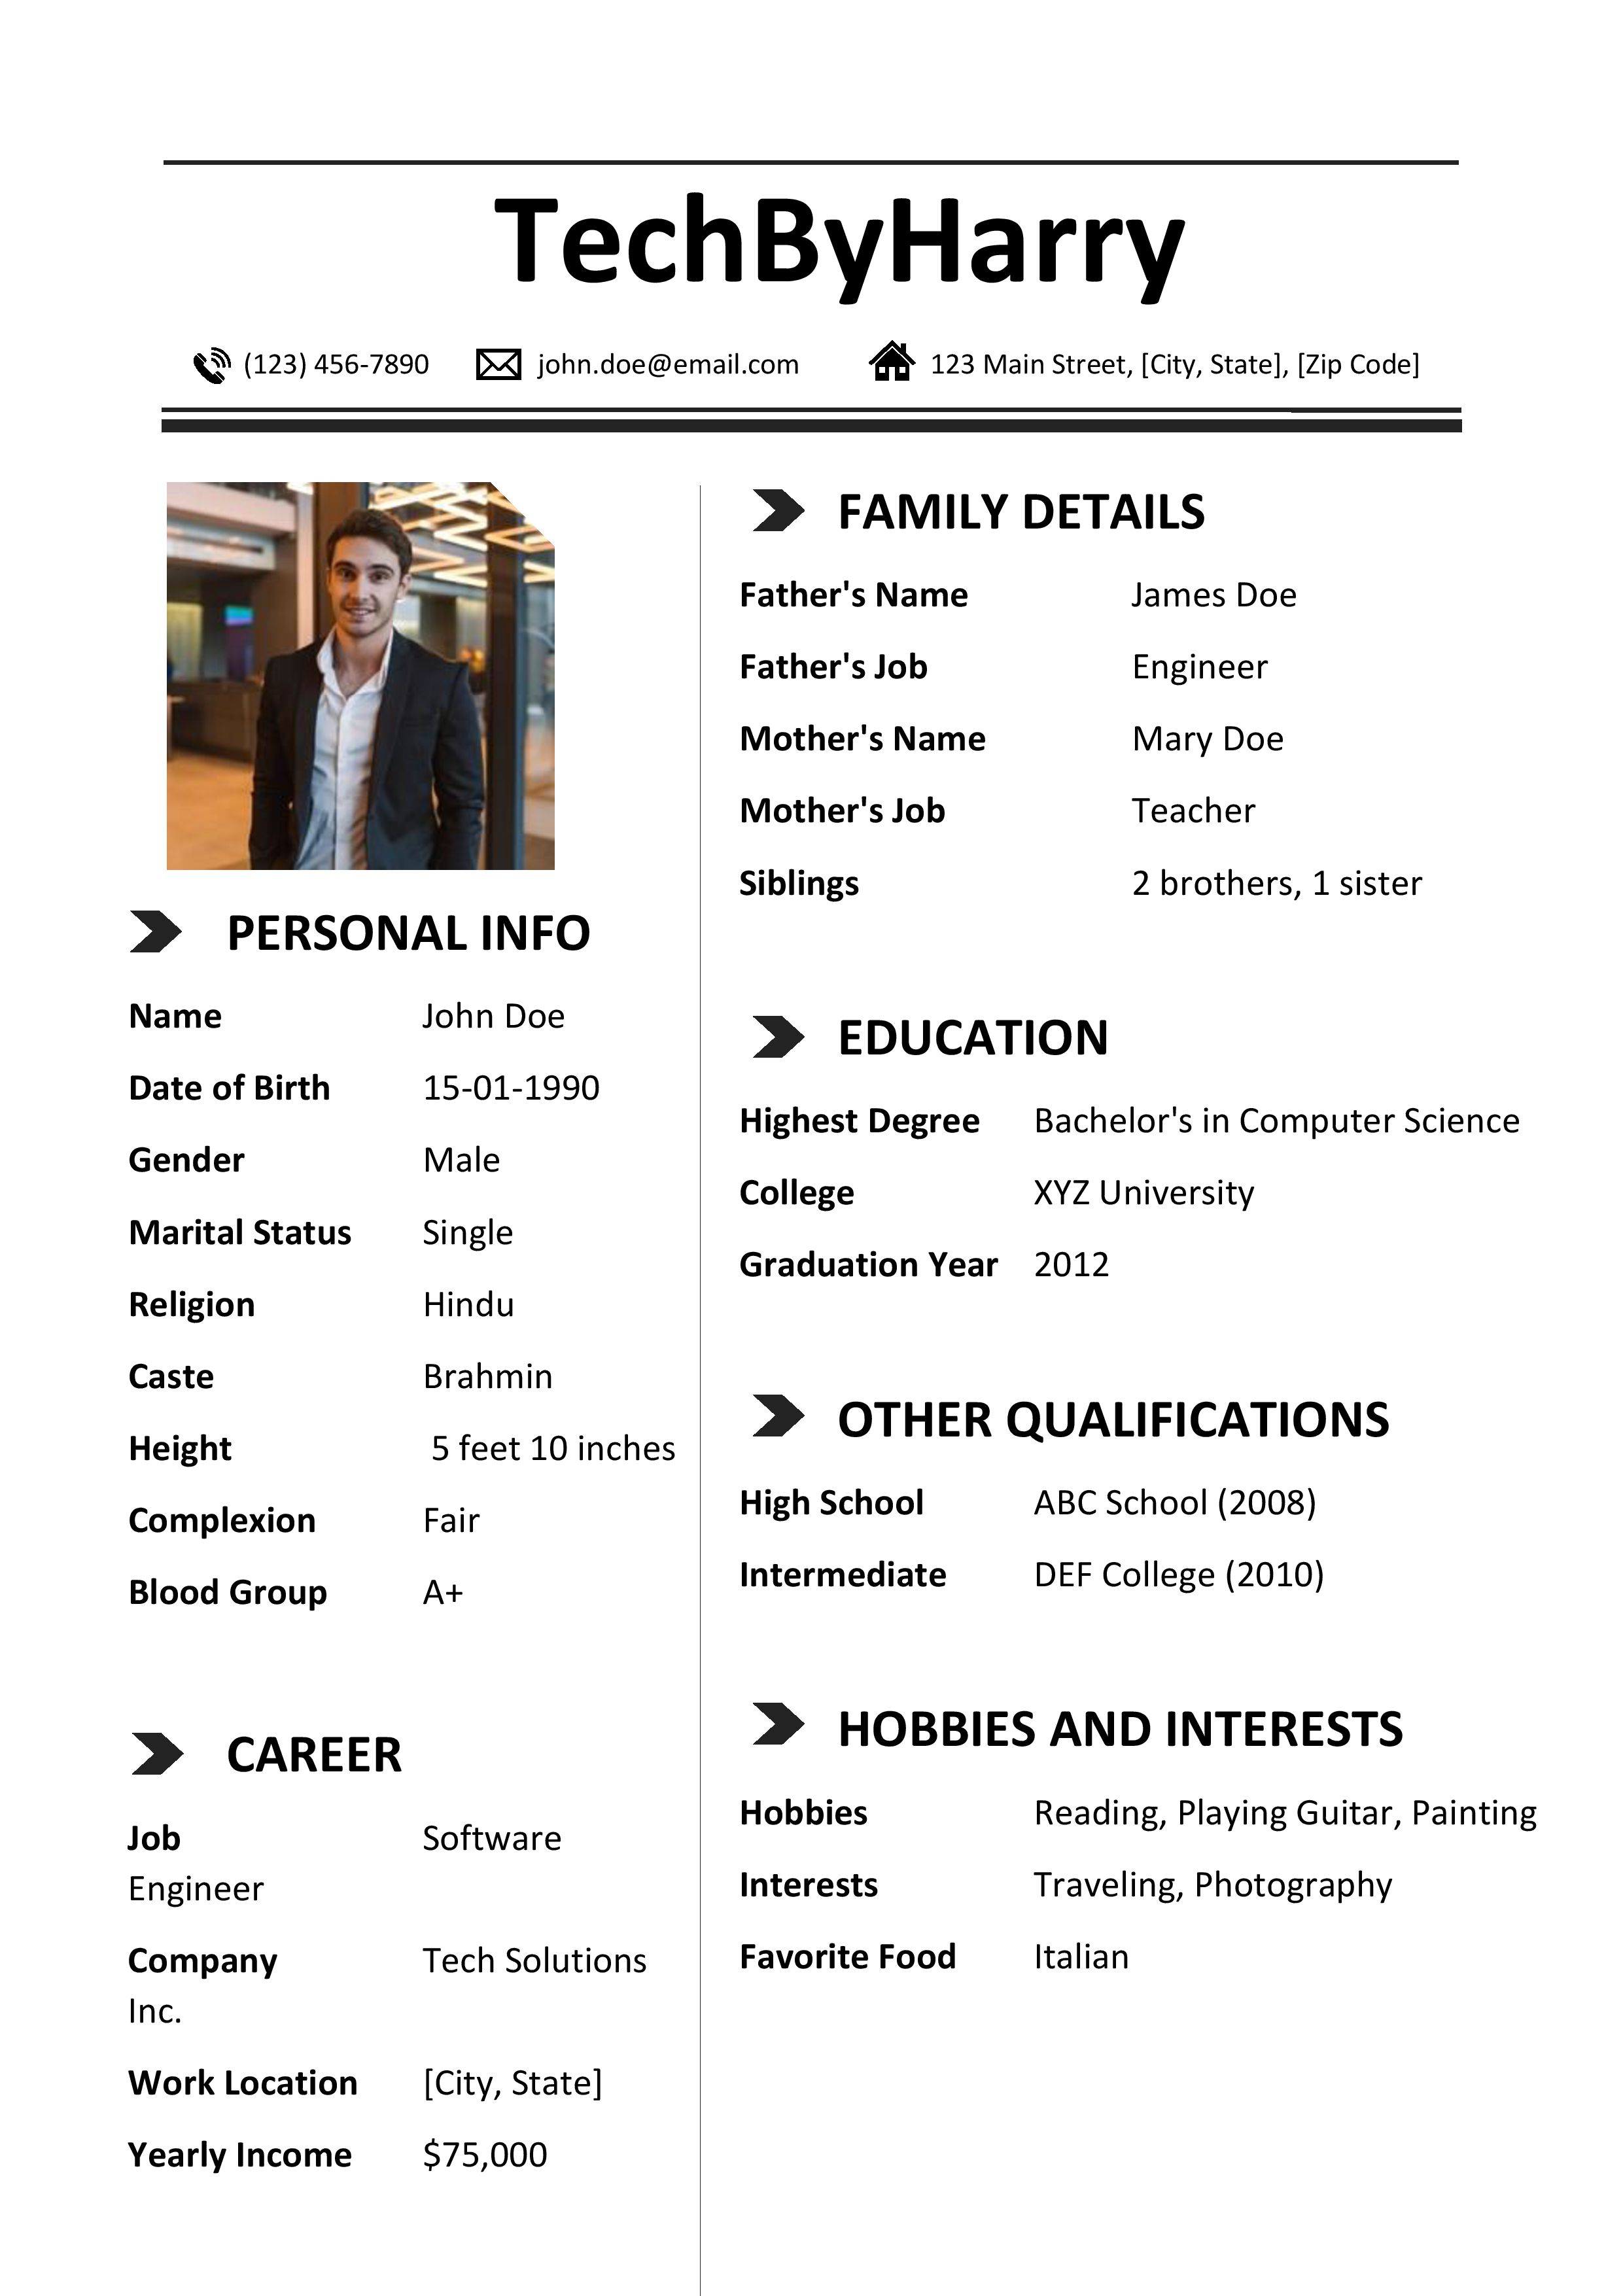 TechByHarry
(123) 456-7890 john.doe@email.com 123 Main Street, [City, State], [Zip Code]
PERSONAL INFO
Name John Doe
Date of Birth 15-01-1990
Gender Male
Marital Status Single
Religion Hindu
Caste Brahmin
Height 5 feet 10 inches
Complexion Fair
Blood Group A+
CAREER
Job Software
Engineer
Company Tech Solutions
Inc.
Work Location [City, State]
Yearly Income $75,000
FAMILY DETAILS
Father's Name James Doe
Father's Job Engineer
Mother's Name Mary Doe
Mother's Job Teacher
Siblings 2 brothers, 1 sister
EDUCATION
Highest Degree Bachelor's in Computer Science
College XYZ University
Graduation Year 2012
OTHER QUALIFICATIONS
High School ABC School (2008)
Intermediate DEF College (2010)
HOBBIES AND INTERESTS
Hobbies Reading, Playing Guitar, Painting
Interests Traveling, Photography
Favorite Food Italian